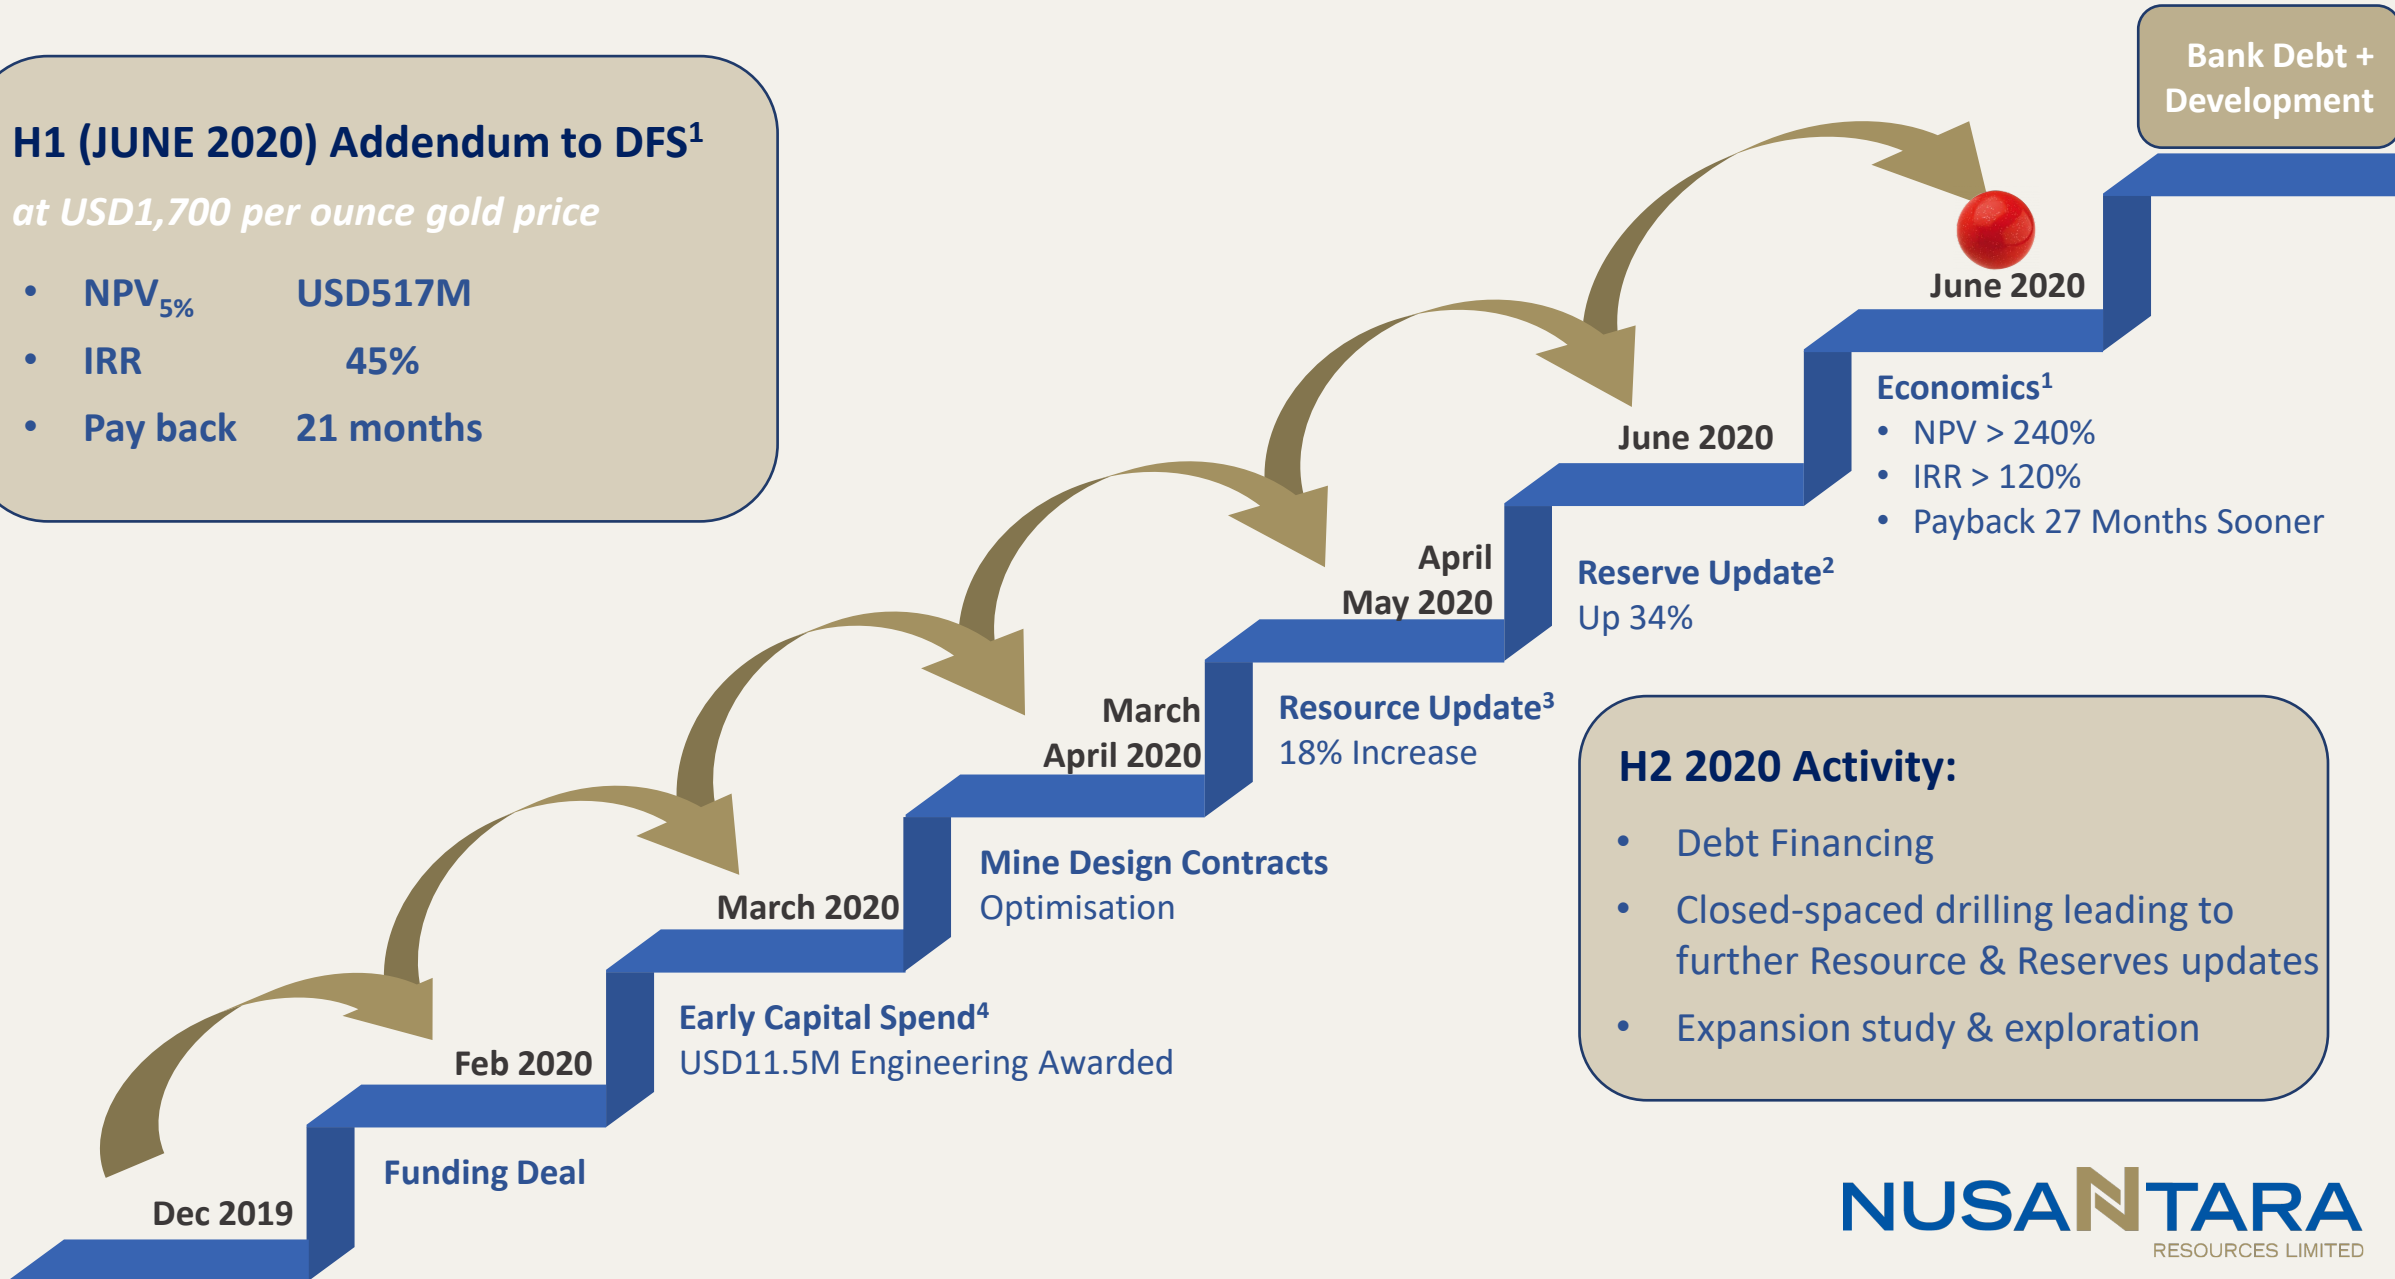 Bank Debt +
Development
H1 (JUNE 2020) Addendum to DFS¹
at USD1,700 per ounce gold price
• NPV₅% USD517M
• IRR 45%
• Pay back 21 months
June 2020
Economics¹
• NPV > 240%
• IRR > 120%
• Payback 27 Months Sooner
June 2020
Reserve Update²
Up 34%
April
May 2020
Resource Update³
18% Increase
March
April 2020
Mine Design Contracts
Optimisation
March 2020
Early Capital Spend⁴
USD11.5M Engineering Awarded
Feb 2020
Funding Deal
Dec 2019
H2 2020 Activity:
• Debt Financing
• Closed-spaced drilling leading to
further Resource & Reserves updates
• Expansion study & exploration
NUSANTARA
RESOURCES LIMITED